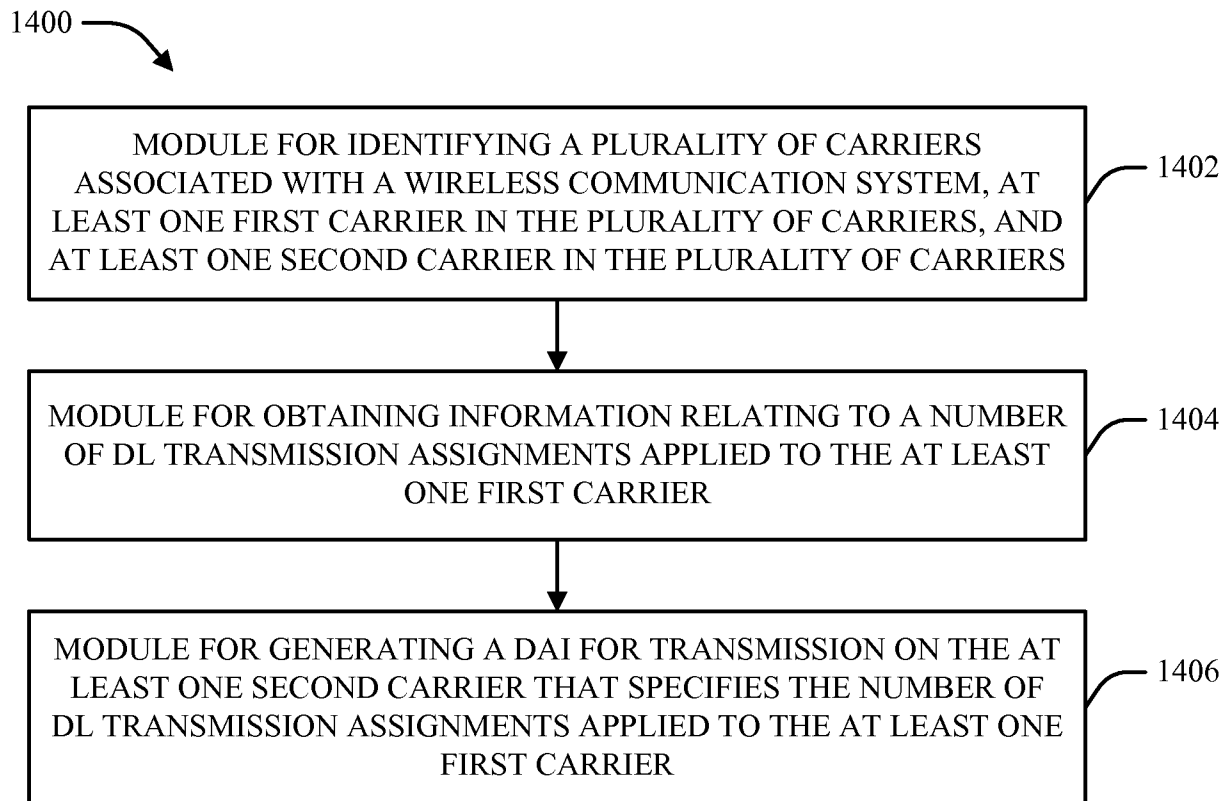 1400
MODULE FOR IDENTIFYING A PLURALITY OF CARRIERS
ASSOCIATED WITH A WIRELESS COMMUNICATION SYSTEM, AT
LEAST ONE FIRST CARRIER IN THE PLURALITY OF CARRIERS, AND
AT LEAST ONE SECOND CARRIER IN THE PLURALITY OF CARRIERS
1402
MODULE FOR OBTAINING INFORMATION RELATING TO A NUMBER
OF DL TRANSMISSION ASSIGNMENTS APPLIED TO THE AT LEAST
ONE FIRST CARRIER
1404
MODULE FOR GENERATING A DAI FOR TRANSMISSION ON THE AT
LEAST ONE SECOND CARRIER THAT SPECIFIES THE NUMBER OF
DL TRANSMISSION ASSIGNMENTS APPLIED TO THE AT LEAST ONE
FIRST CARRIER
1406